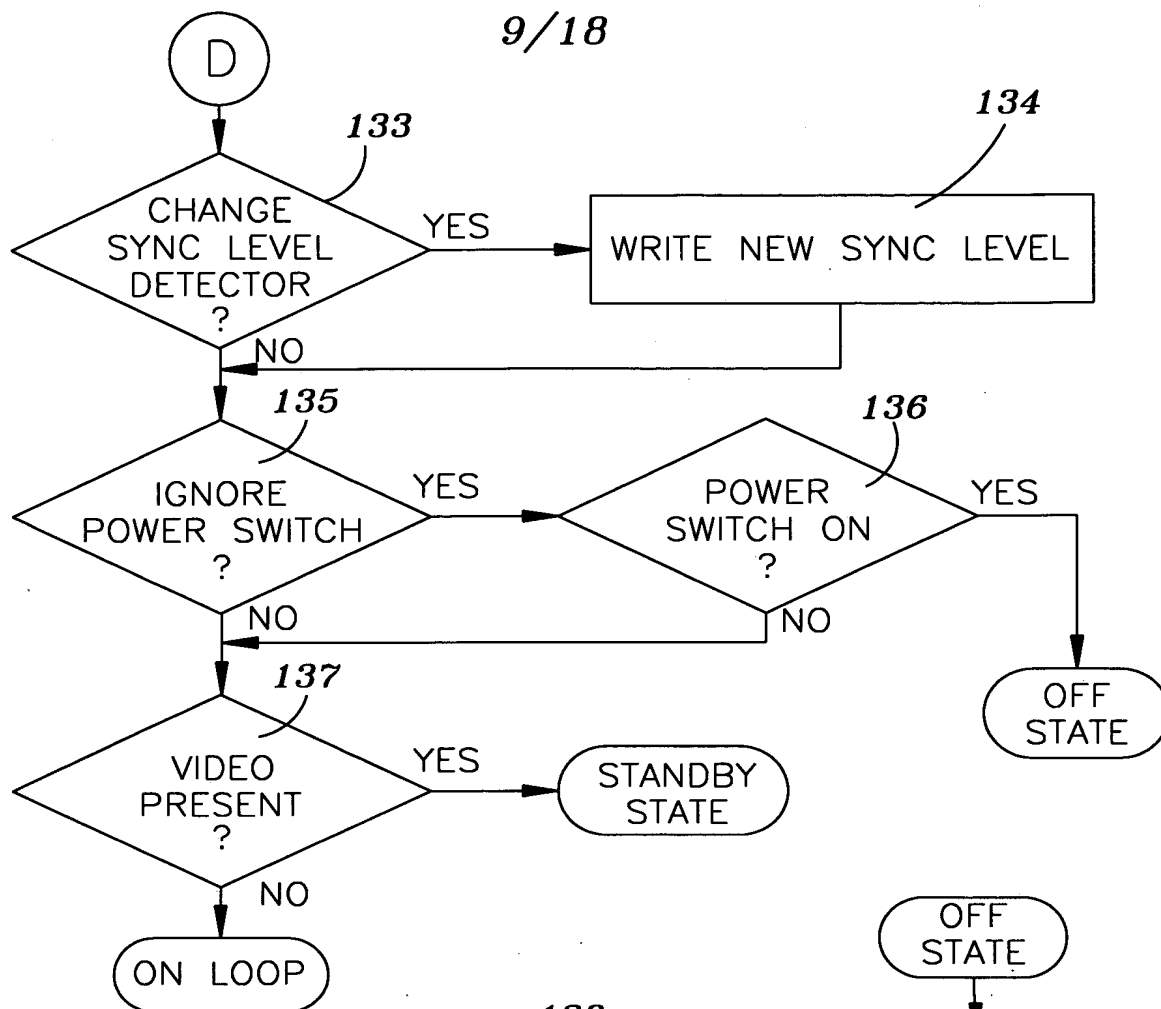 9/18
D
133
134
CHANGE
SYNC LEVEL
DETECTOR
?
YES
WRITE NEW SYNC LEVEL
NO
135
136
IGNORE
POWER SWITCH
?
YES
POWER
SWITCH ON
?
YES
NO
NO
OFF
STATE
137
VIDEO
PRESENT
?
YES
STANDBY
STATE
NO
ON LOOP
OFF
STATE